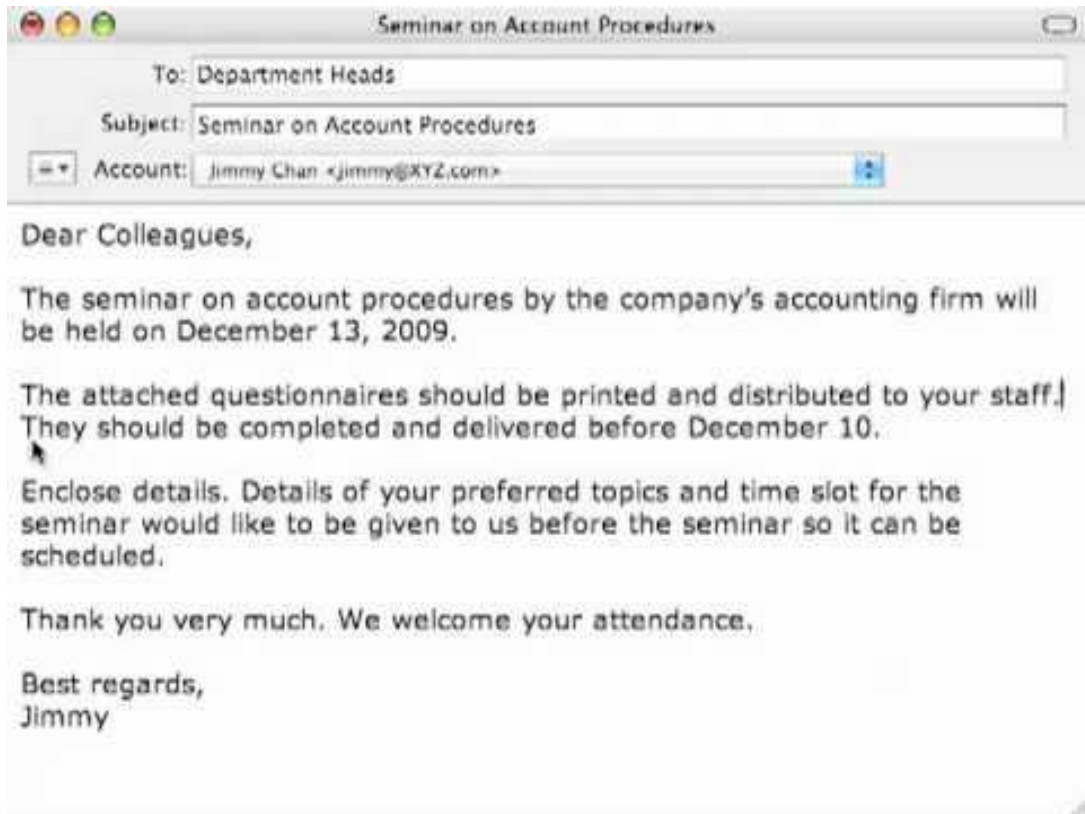 Seminar on Account Procedures
To: Department Heads
Subject: Seminar on Account Procedures
Account: Jimmy Chan <jimmy@XYZ.com>
Dear Colleagues,
The seminar on account procedures by the company's accounting firm will
be held on December 13, 2009.
The attached questionnaires should be printed and distributed to your staff.
They should be completed and delivered before December 10.
Enclose details. Details of your preferred topics and time slot for the
seminar would like to be given to us before the seminar so it can be
scheduled.
Thank you very much. We welcome your attendance.
Best regards,
Jimmy